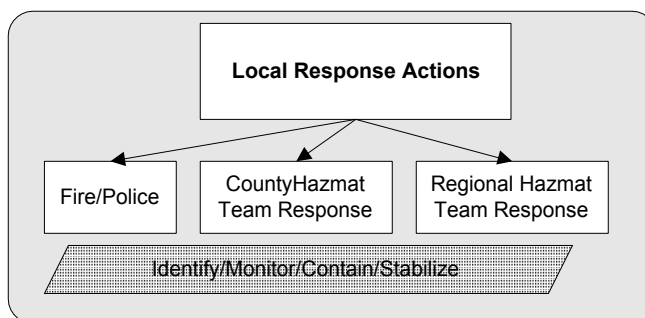 Local Response Actions
Fire/Police
CountyHazmat
Team Response
Regional Hazmat
Team Response
Identify/Monitor/Contain/Stabilize